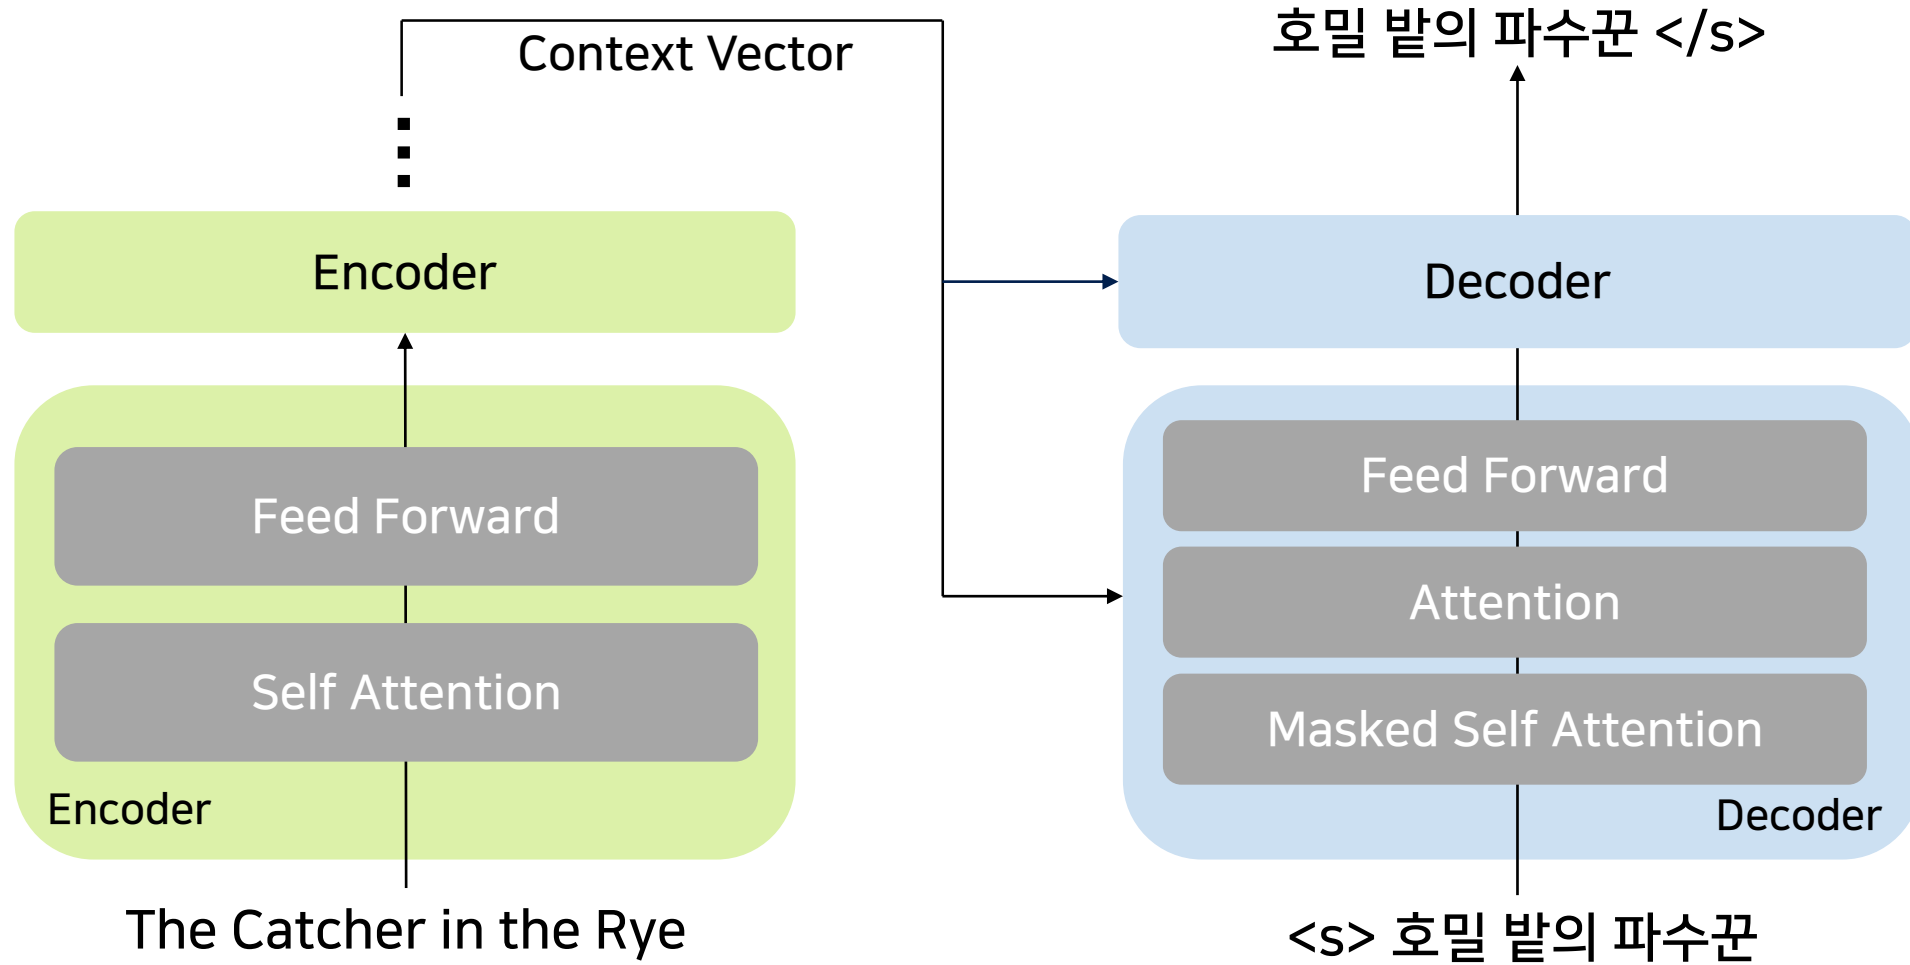 Context Vector
Encoder
Feed Forward
Self Attention
Encoder
The Catcher in the Rye
호밀 밭의 파수꾼 </s>
Decoder
Feed Forward
Attention
Masked Self Attention
Decoder
<s> 호밀 밭의 파수꾼